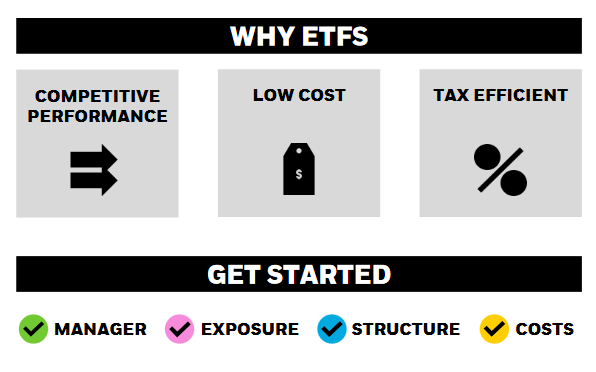 WHY ETFS
COMPETITIVE
PERFORMANCE
LOW COST
TAX EFFICIENT
$
GET STARTED
MANAGER
EXPOSURE
STRUCTURE
COSTS